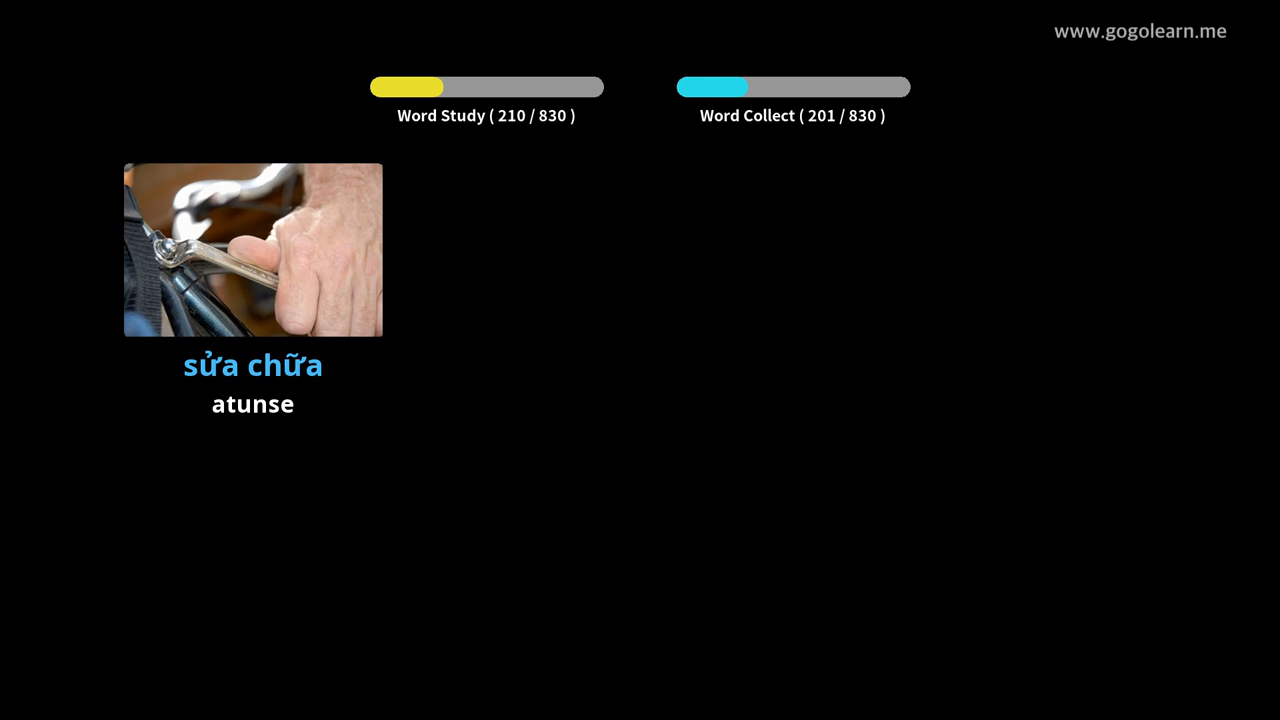 www.gogolearn.me
Word Study ( 210 / 830 )
Word Collect ( 201 / 830 )
sửa chữa
atunse